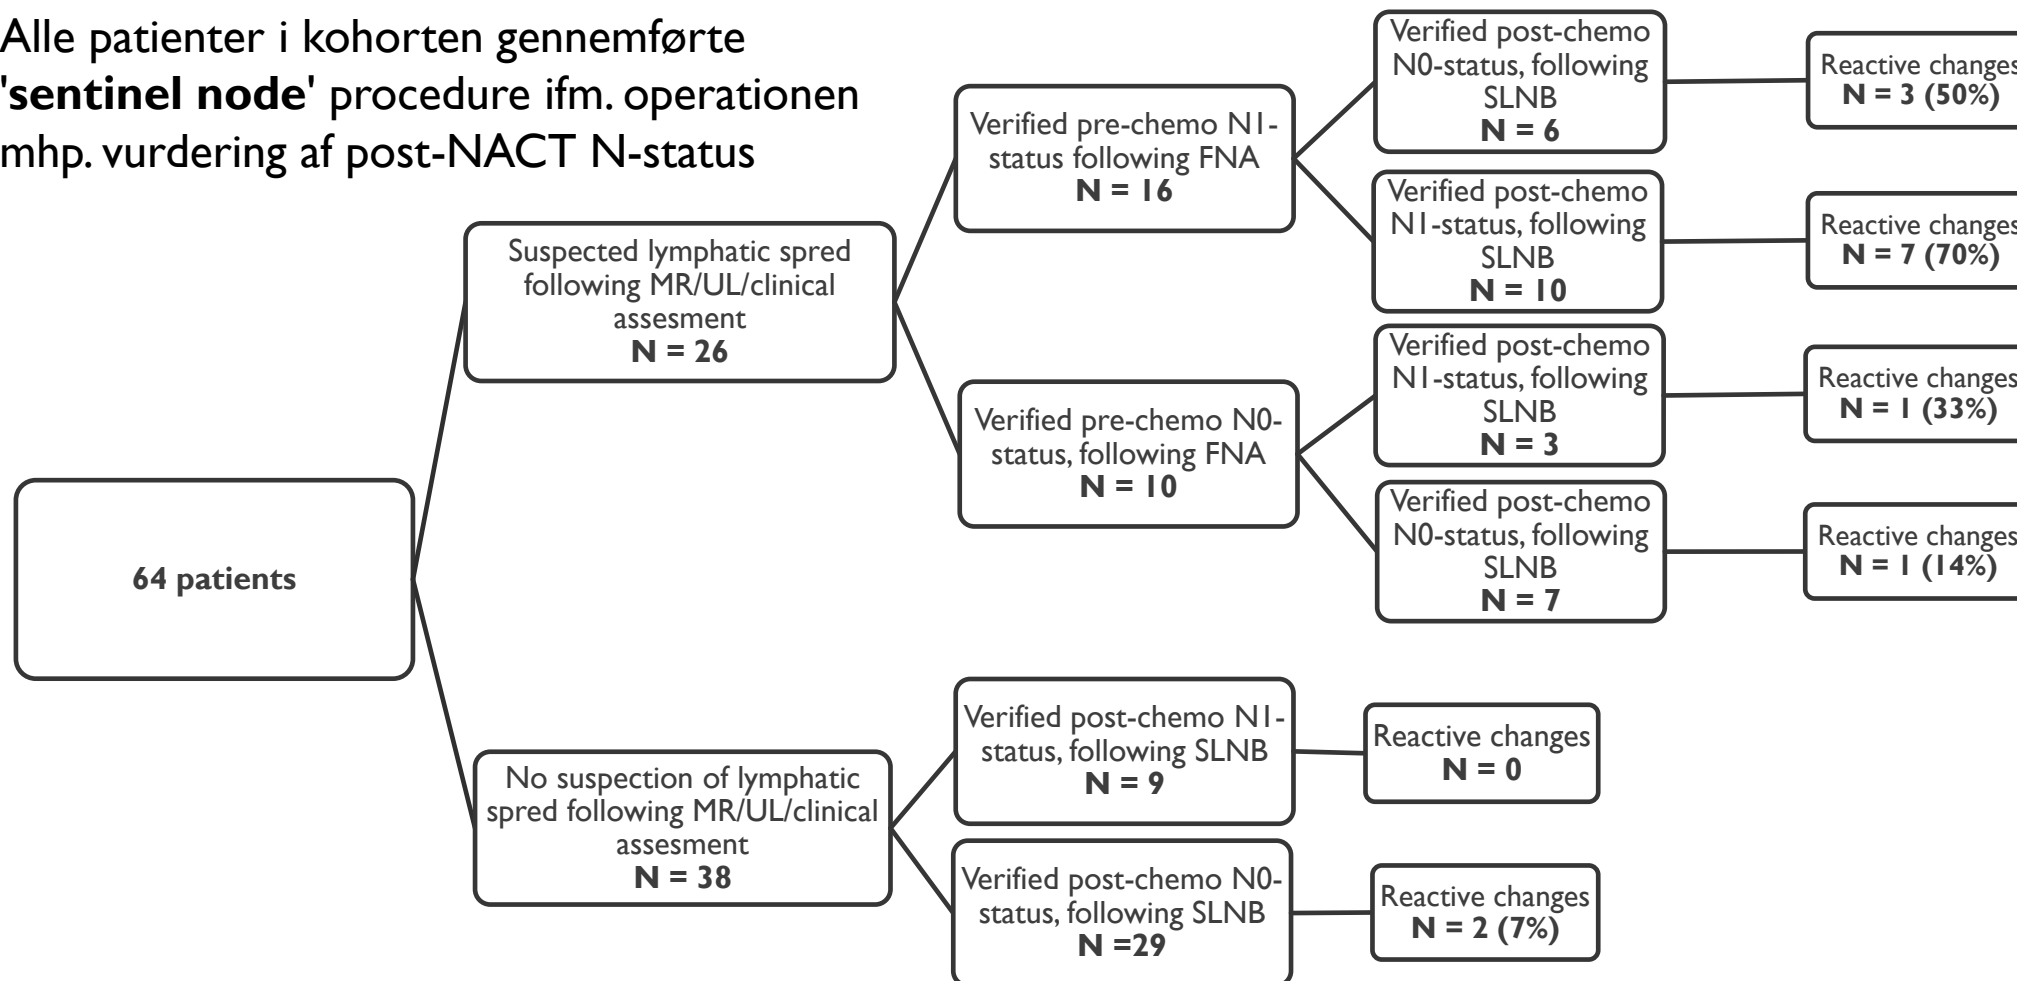 Alle patienter i kohorten gennemførte
'sentinel node' procedure ifm. operationen
mhp. vurdering af post-NACT N-status
64 patients
Suspected lymphatic spred
following MR/UL/clinical
assesment
N = 26
No suspection of lymphatic
spred following MR/UL/clinical
assesment
N = 38
Verified pre-chemo N1-
status following FNA
N = 16
Verified pre-chemo N0-
status, following FNA
N = 10
Verified post-chemo
N0-status, following
SLNB
N = 6
Reactive changes
N = 3 (50%)
Verified post-chemo
N1-status, following
SLNB
N = 10
Reactive changes
N = 7 (70%)
Verified post-chemo
N1-status, following
SLNB
N = 3
Reactive changes
N = 1 (33%)
Verified post-chemo
N0-status, following
SLNB
N = 7
Reactive changes
N = 1 (14%)
Verified post-chemo N1-
status, following SLNB
N = 9
Reactive changes
N = 0
Verified post-chemo N0-
status, following SLNB
N =29
Reactive changes
N = 2 (7%)